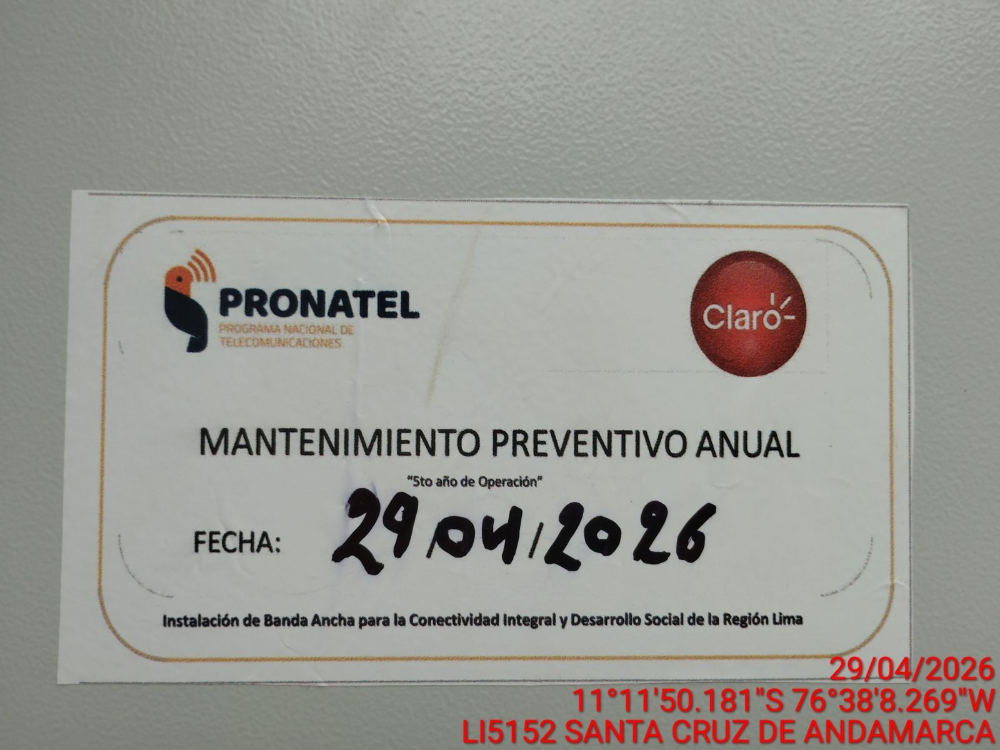 PRONATEL
PROGRAMA NACIONAL DE
TELECOMUNICACIONES
Claro
MANTENIMIENTO PREVENTIVO ANUAL
"5to año de Operación"
FECHA: 29/04/2026
Instalación de Banda Ancha para la Conectividad Integral y Desarrollo Social de la Región Lima
29/04/2026
11°11'50.181"S 76°38'8.269"W
LI5152 SANTA CRUZ DE ANDAMARCA